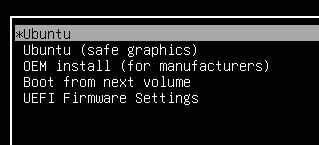 *Ubuntu
Ubuntu (safe graphics)
OEM install (for manufacturers)
Boot from next volume
UEFI Firmware Settings